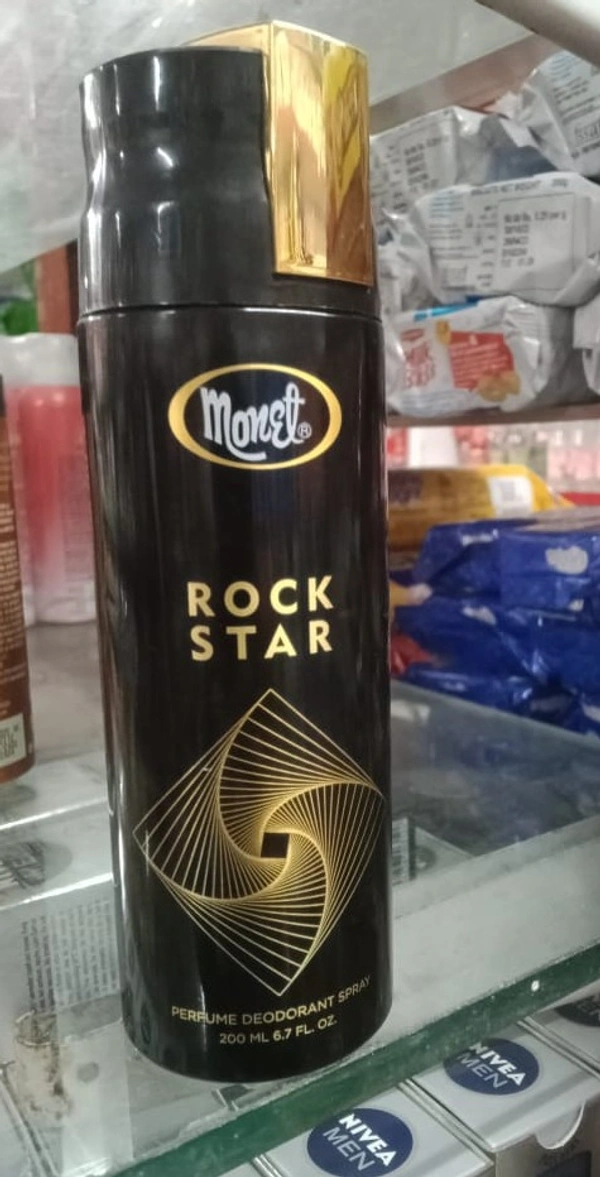 Monet®
ROCK
STAR
PERFUME DEODORANT SPRAY
200 ML 6.7 FL. OZ.
NIVEA
MEN
NIVEA
MEN